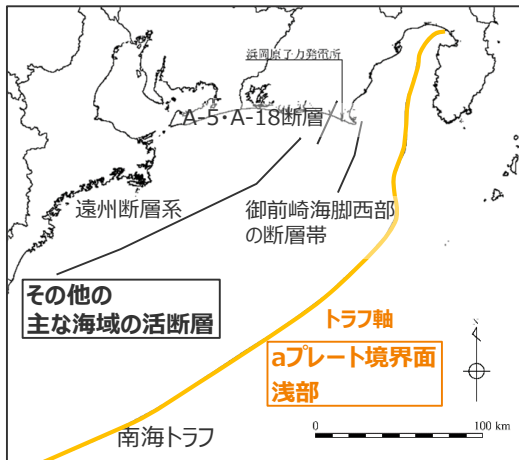 浜岡原子力発電所
A-5・A-18断層
遠州断層系
御前崎海脚西部
の断層帯
その他の
主な海域の活断層
トラフ軸
aプレート境界面
浅部
南海トラフ
S
0 100 km